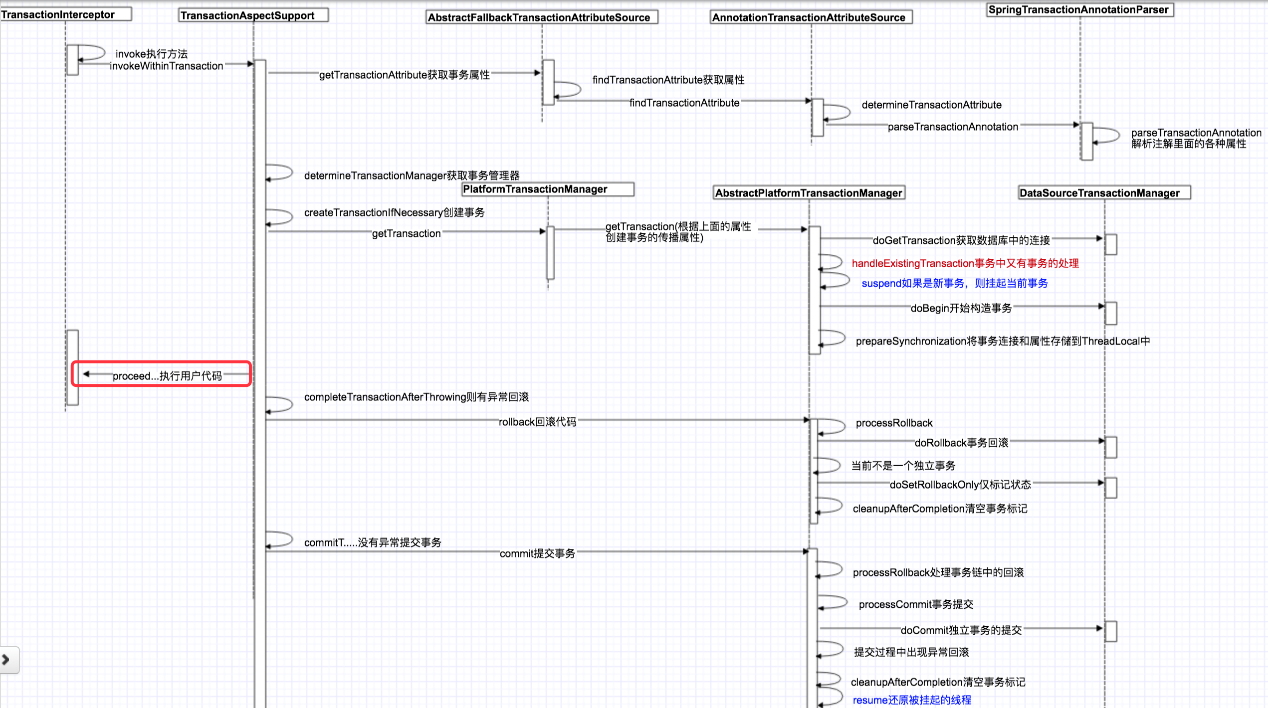 TransactionInterceptor
TransactionAspectSupport
AbstractFallbackTransactionAttributeSource
AnnotationTransactionAttributeSource
SpringTransactionAnnotationParser
invoke执行方法
invokeWithinTransaction
getTransactionAttribute获取事务属性
findTransactionAttribute获取属性
findTransactionAttribute
determineTransactionAttribute
parseTransactionAnnotation
parseTransactionAnnotation
解析注解里面的各种属性
determineTransactionManager获取事务管理器
PlatformTransactionManager
AbstractPlatformTransactionManager
DataSourceTransactionManager
createTransactionIfNecessary创建事务
getTransaction
getTransaction(根据上面的属性
创建事务的传播属性)
doGetTransaction获取数据库中的连接
handleExistingTransaction事务中又有事务的处理
suspend如果是新事务，则挂起当前事务
doBegin开始构造事务
prepareSynchronization将事务连接和属性存储到ThreadLocal中
proceed...执行用户代码
completeTransactionAfterThrowing则有异常回滚
rollback回滚代码
processRollback
doRollback事务回滚
当前不是一个独立事务
doSetRollbackOnly仅标记状态
cleanupAfterCompletion清空事务标记
commitT.....没有异常提交事务
commit提交事务
processRollback处理事务链中的回滚
processCommit事务提交
doCommit独立事务的提交
提交过程中出现异常回滚
cleanupAfterCompletion清空事务标记
resume还原被挂起的线程